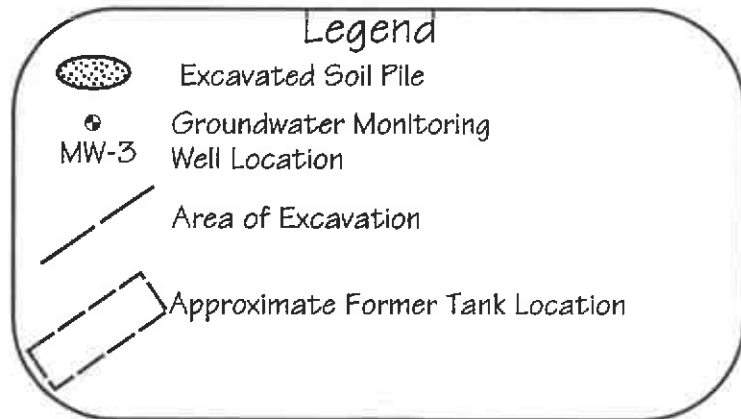 Legend
Excavated Soil Pile
MW-3
Groundwater Monitoring
Well Location
Area of Excavation
Approximate Former Tank Location